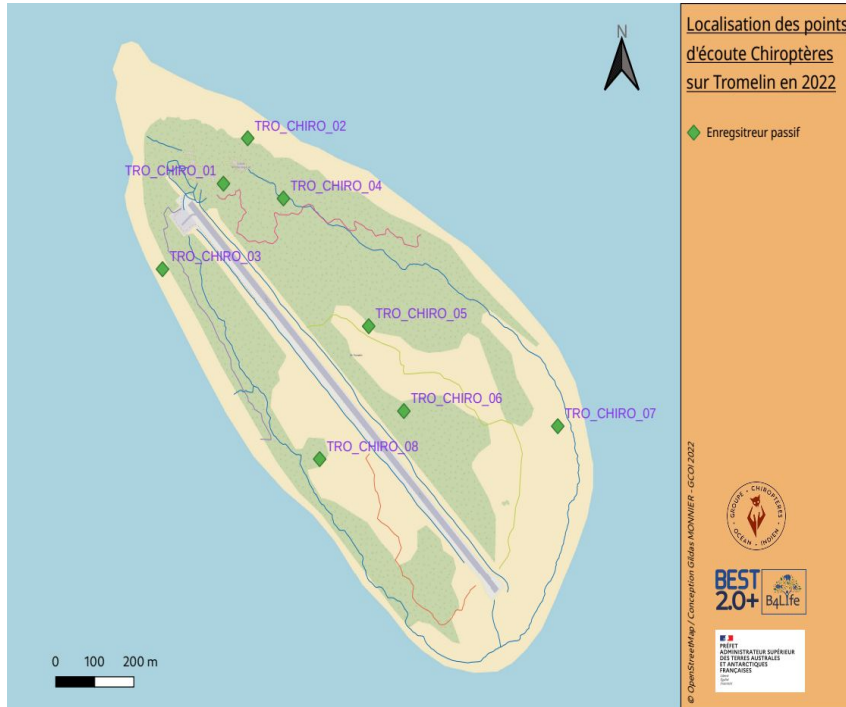 Localisation des points
d'écoute Chiroptères
sur Tromelin en 2022
Enregsitreur passif
N
TRO_CHIRO_02
TRO_CHIRO_01
TRO_CHIRO_04
TRO_CHIRO_03
TRO_CHIRO_05
TRO_CHIRO_06
TRO_CHIRO_07
TRO_CHIRO_08
0 100 200 m
© OpenStreetMap / Conception Gildas MONNIER - GCOI 2022
GROUPE CHIROPTÈRES
OCÉAN INDIEN
BEST
2.0+
B4Life
PRÉFET
ADMINISTRATEUR SUPÉRIEUR
DES TERRES AUSTRALES
ET ANTARCTIQUES
FRANÇAISES